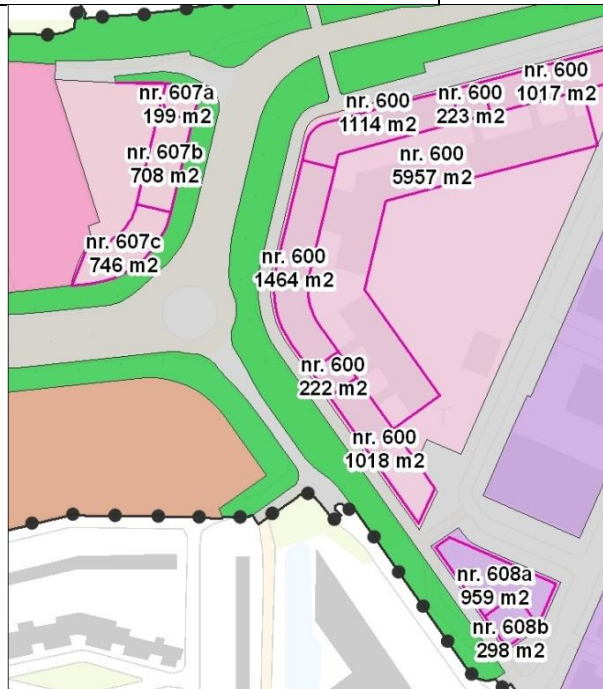 nr. 607a
199 m2
nr. 607b
708 m2
nr. 607c
746 m2
nr. 600
1114 m2
nr. 600
223 m2
nr. 600
1017 m2
nr. 600
5957 m2
nr. 600
1464 m2
nr. 600
222 m2
nr. 600
1018 m2
nr. 608a
959 m2
nr. 608b
298 m2